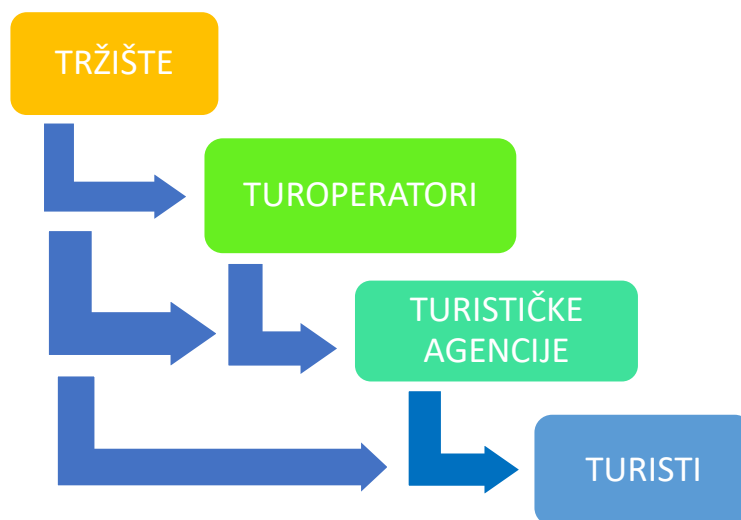 TRŽIŠTE
TUROPERATORI
TURISTIČKE
AGENCIJE
TURISTI